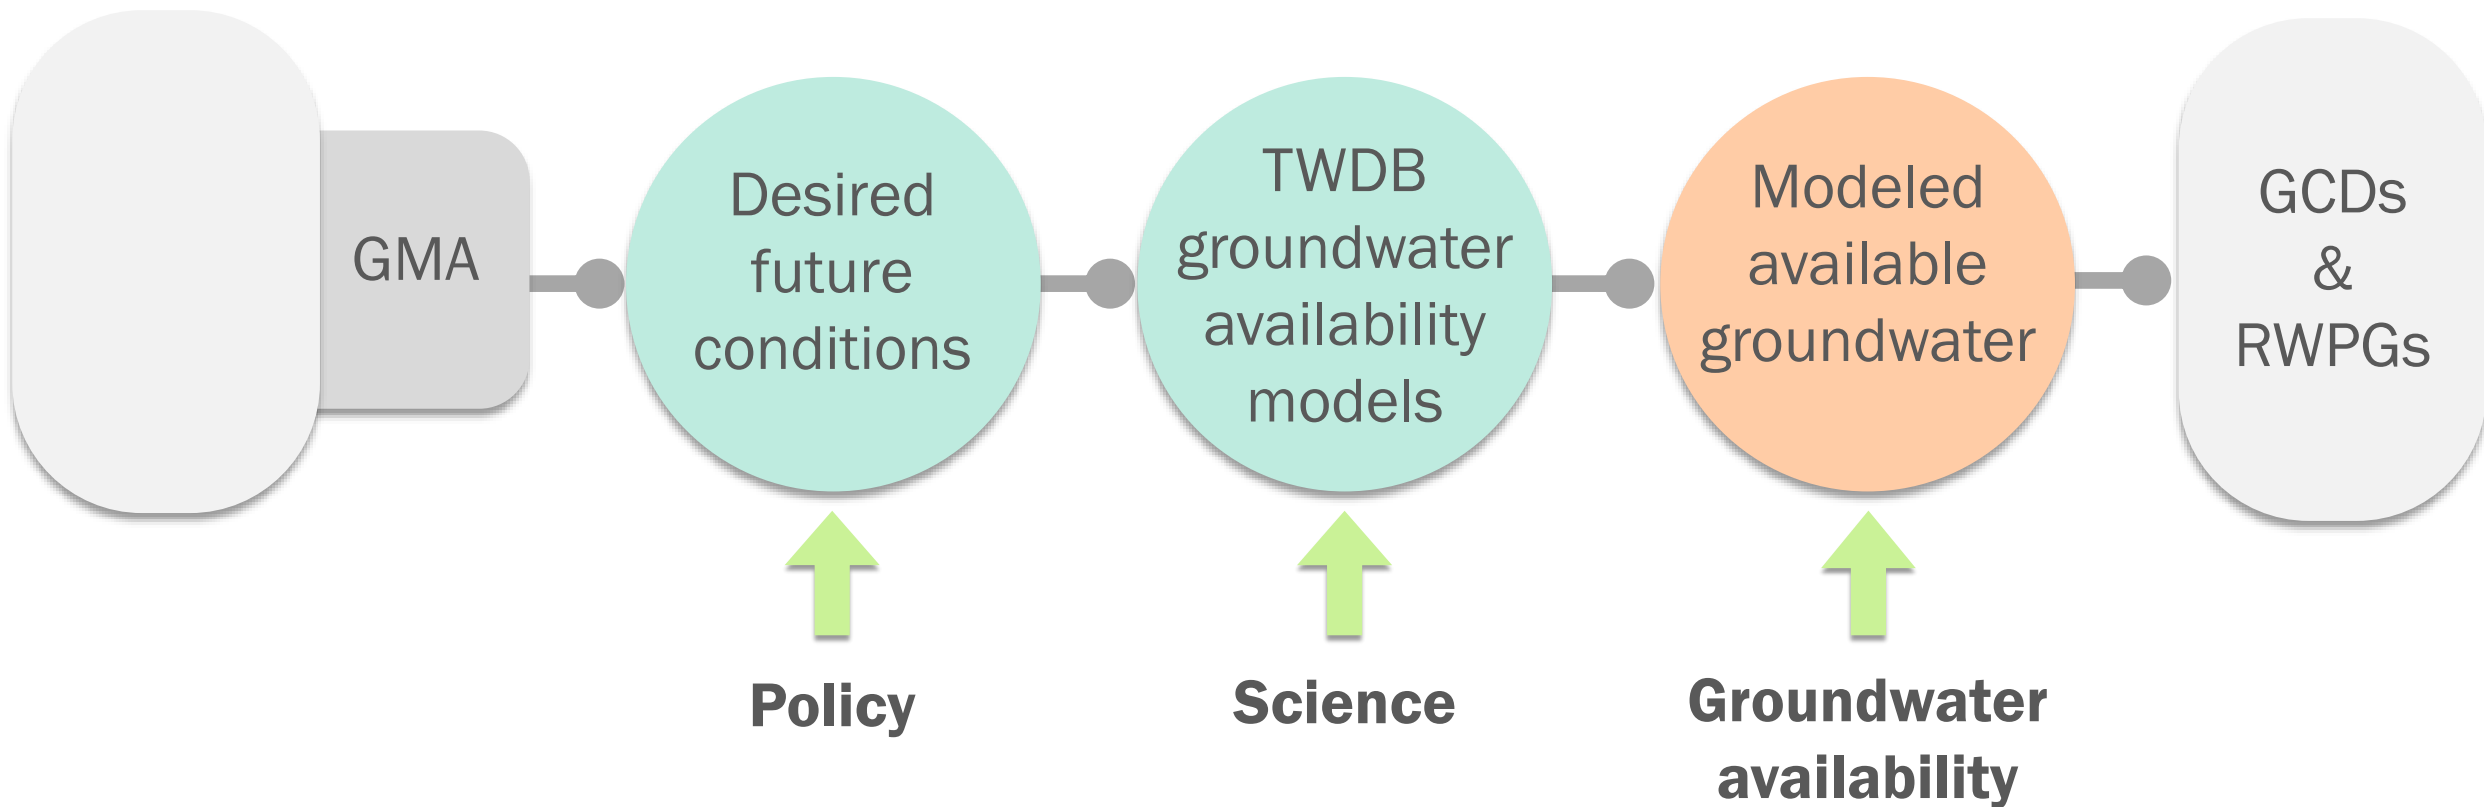 GMA
Desired
future
conditions
TWDB
groundwater
availability
models
Modeled
available
groundwater
GCDs
&
RWPGs
Policy
Science
Groundwater
availability